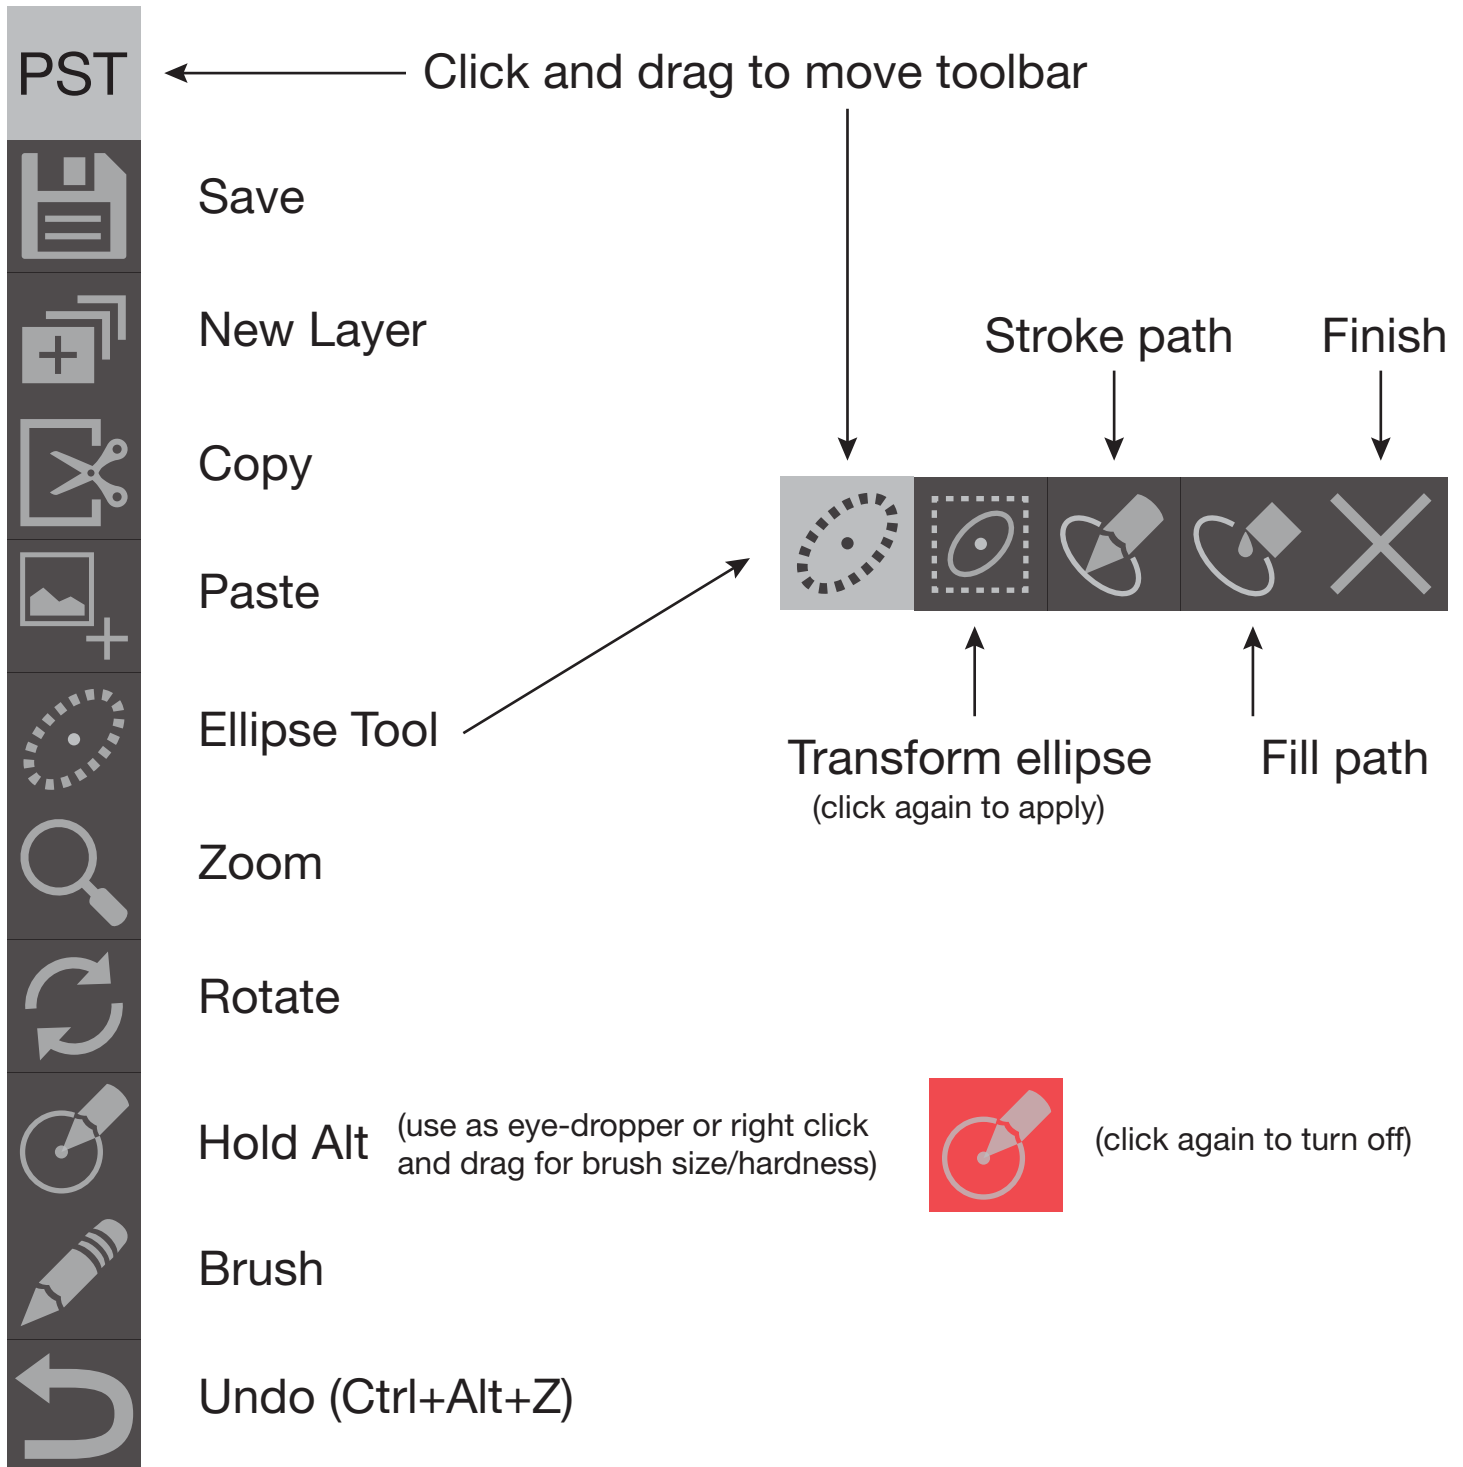 PST
Click and drag to move toolbar
Save
New Layer
Stroke path
Finish
Copy
Paste
Ellipse Tool
Transform ellipse
(click again to apply)
Fill path
Zoom
Rotate
Hold Alt
(use as eye-dropper or right click
and drag for brush size/hardness)
(click again to turn off)
Brush
Undo (Ctrl+Alt+Z)